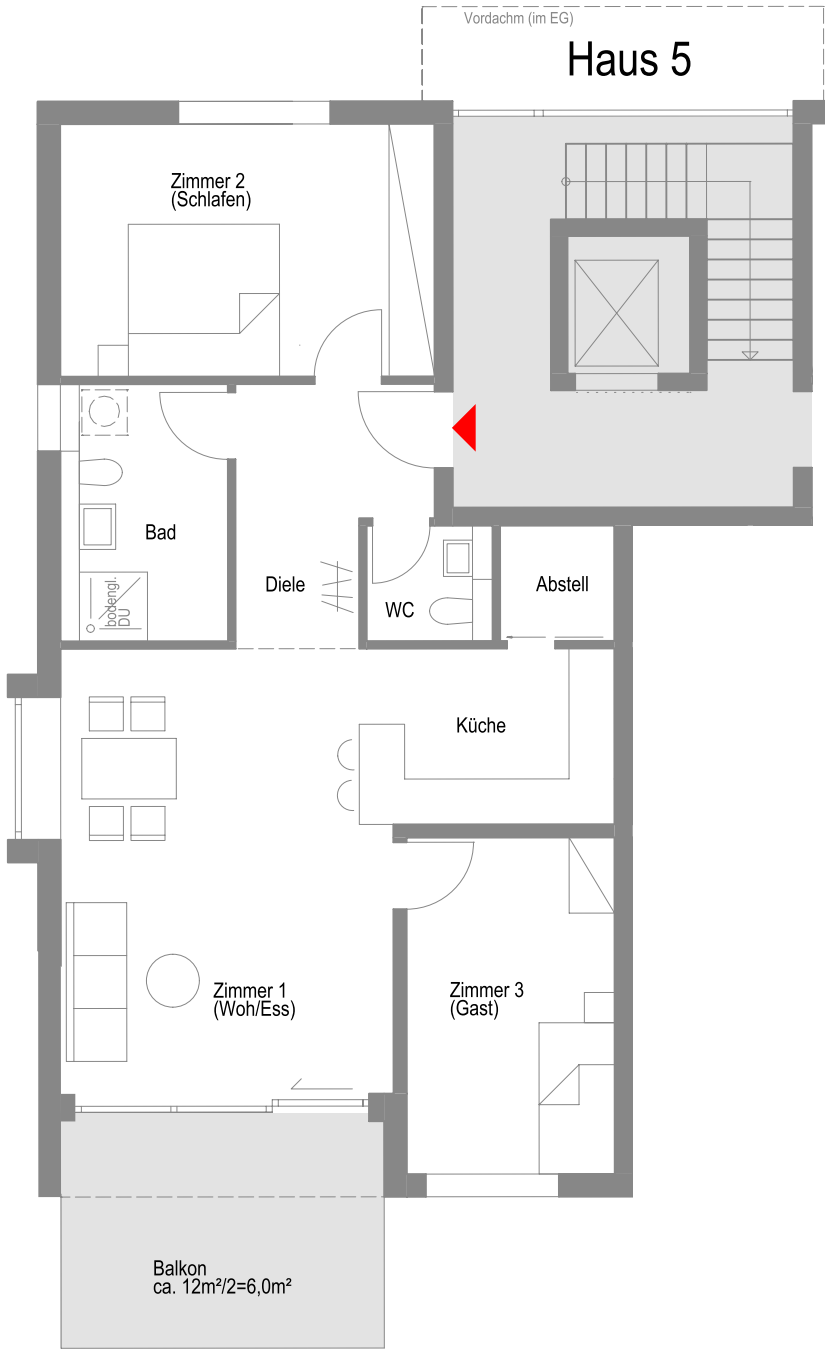 Vordachm (im EG)
Haus 5
Zimmer 2
(Schlafen)
Bad
bodengl.
DU
Diele
WC
Abstell
Küche
Zimmer 1
(Woh/Ess)
Zimmer 3
(Gast)
Balkon
ca. 12m²/2=6,0m²